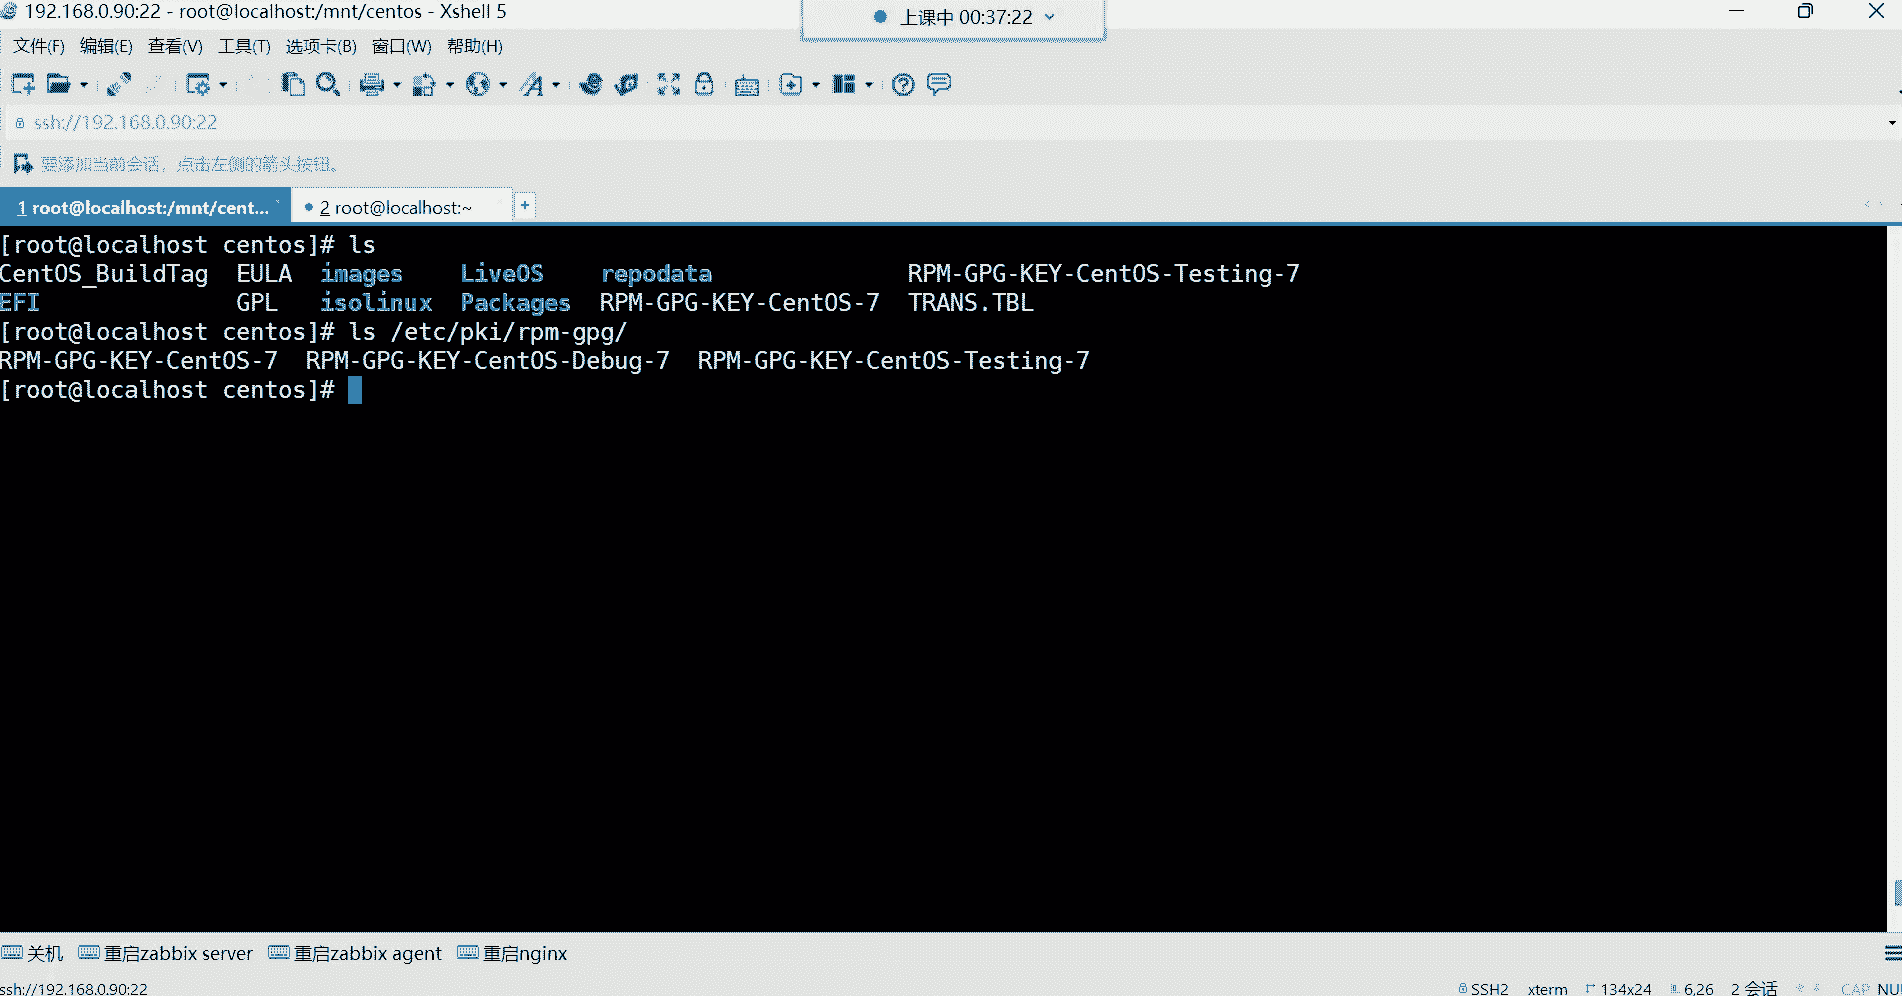 192.168.0.90:22 - root@localhost:/mnt/centos - Xshell 5
上课中 00:37:22
文件(F) 编辑(E) 查看(V) 工具(T) 选项卡(B) 窗口(W) 帮助(H)
ssh://192.168.0.90:22
要添加当前会话，点击左侧的箭头按钮。
1 root@localhost:/mnt/cent... 2 root@localhost:~
[root@localhost centos]# ls
CentOS_BuildTag EULA images LiveOS repodata RPM-GPG-KEY-CentOS-Testing-7
EFI GPL isolinux Packages RPM-GPG-KEY-CentOS-7 TRANS.TBL
[root@localhost centos]# ls /etc/pki/rpm-gpg/
RPM-GPG-KEY-CentOS-7 RPM-GPG-KEY-CentOS-Debug-7 RPM-GPG-KEY-CentOS-Testing-7
[root@localhost centos]#
关机 重启zabbix server 重启zabbix agent 重启nginx
ssh://192.168.0.90:22 SSH2 xterm 134x24 6,26 2 会话 CAP NU